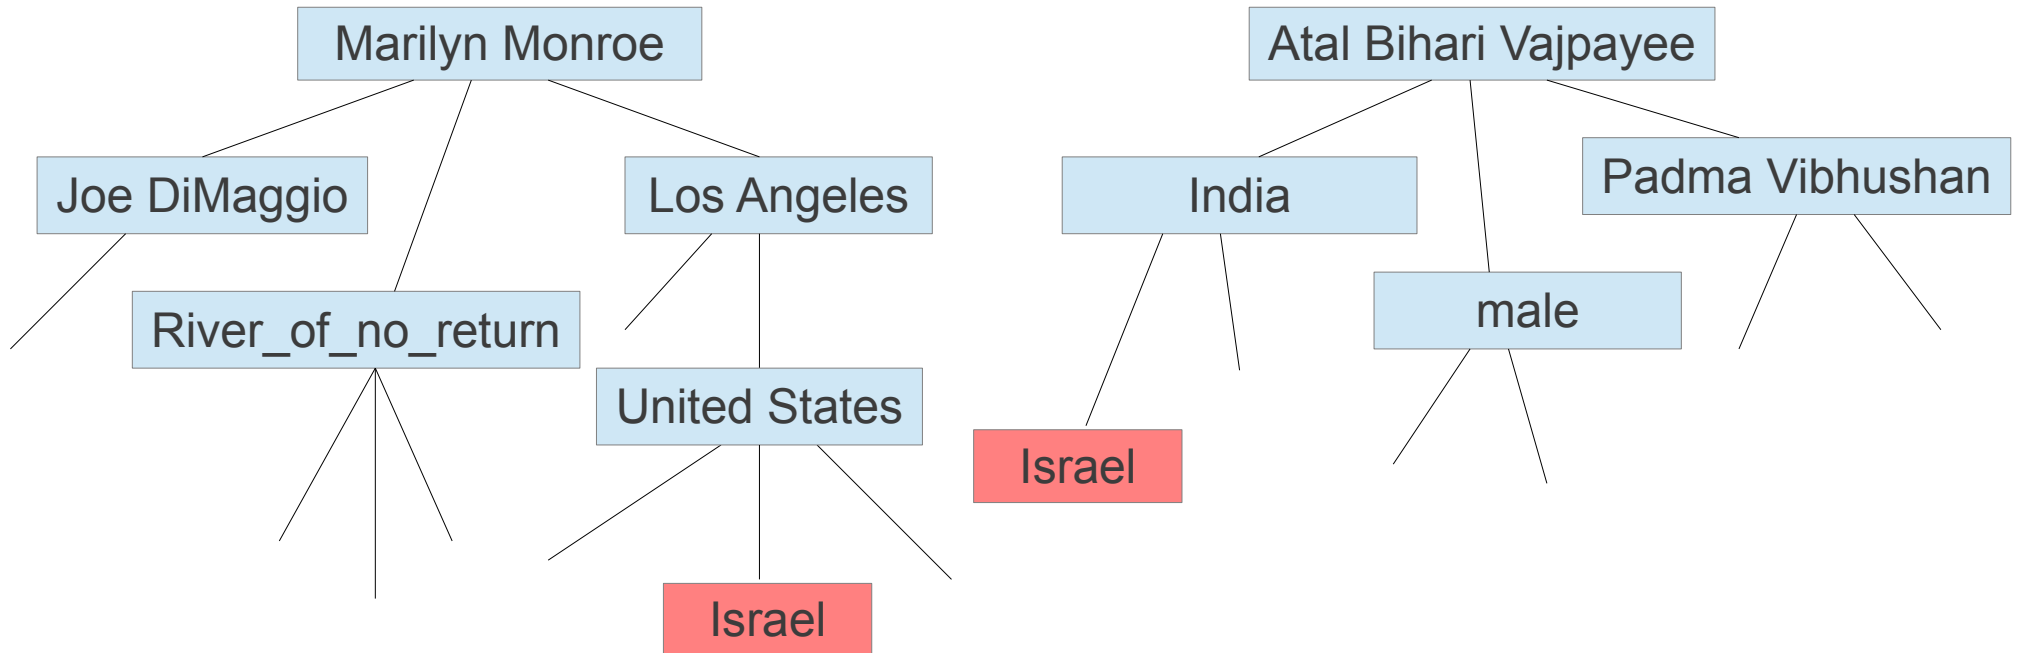 Marilyn Monroe
Atal Bihari Vajpayee
Joe DiMaggio
Los Angeles
India
Padma Vibhushan
River_of_no_return
male
United States
Israel
Israel